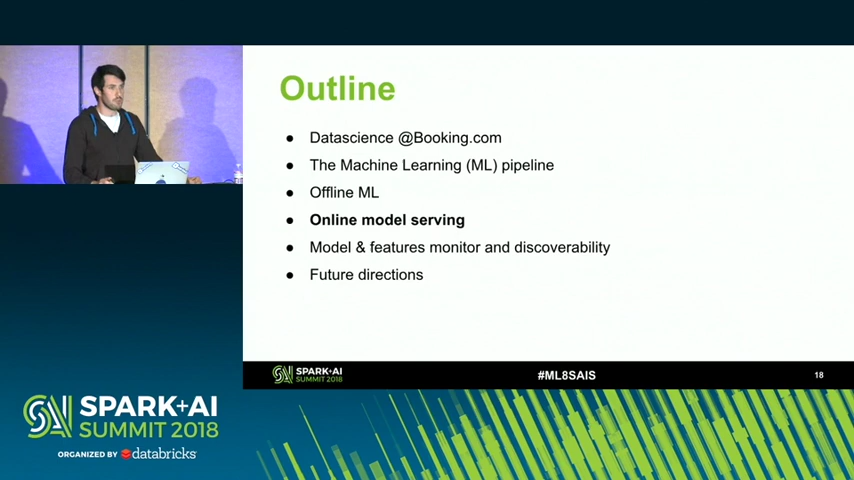 Outline
● Datascience @Booking.com
● The Machine Learning (ML) pipeline
● Offline ML
● Online model serving
● Model & features monitor and discoverability
● Future directions
SPARK+AI
SUMMIT 2018
#ML8SAIS
18
SPARK+AI
SUMMIT 2018
ORGANIZED BY databricks